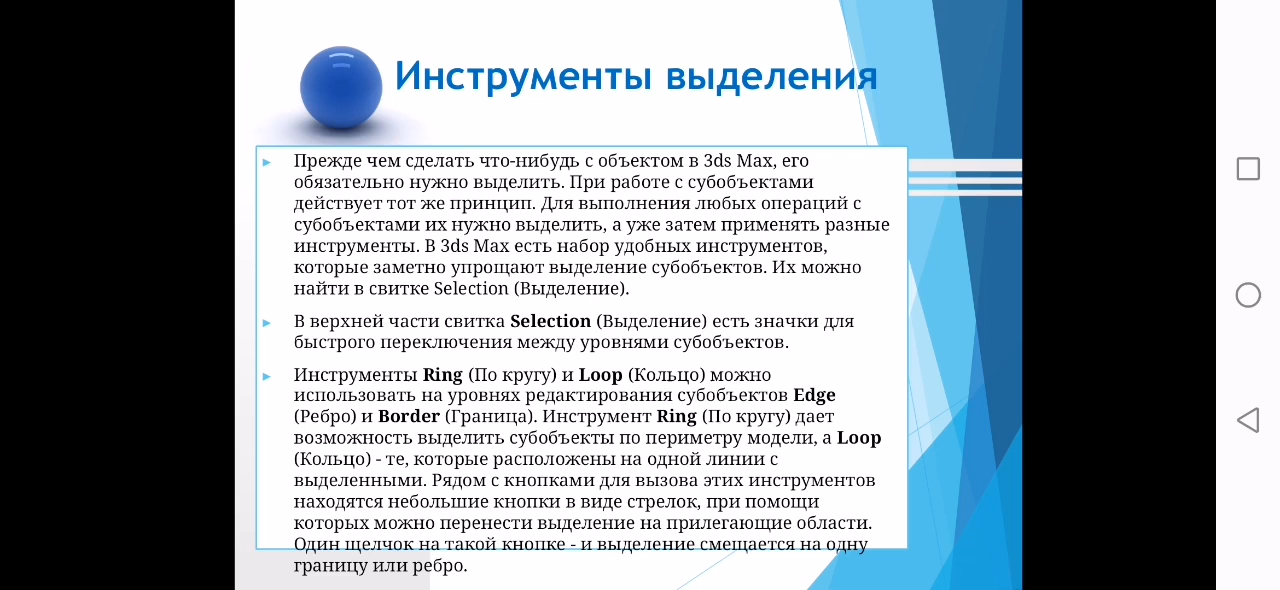 Инструменты выделения
Прежде чем сделать что-нибудь с объектом в 3ds Max, его
обязательно нужно выделить. При работе с субобъектами
действует тот же принцип. Для выполнения любых операций с
субобъектами их нужно выделить, а уже затем применять разные
инструменты. В 3ds Max есть набор удобных инструментов,
которые заметно упрощают выделение субобъектов. Их можно
найти в свитке Selection (Выделение).
В верхней части свитка Selection (Выделение) есть значки для
быстрого переключения между уровнями субобъектов.
Инструменты Ring (По кругу) и Loop (Кольцо) можно
использовать на уровнях редактирования субобъектов Edge
(Ребро) и Border (Граница). Инструмент Ring (По кругу) дает
возможность выделить субобъекты по периметру модели, а Loop
(Кольцо) - те, которые расположены на одной линии с
выделенными. Рядом с кнопками для вызова этих инструментов
находятся небольшие кнопки в виде стрелок, при помощи
которых можно перенести выделение на прилегающие области.
Один щелчок на такой кнопке - и выделение смещается на одну
границу или ребро.